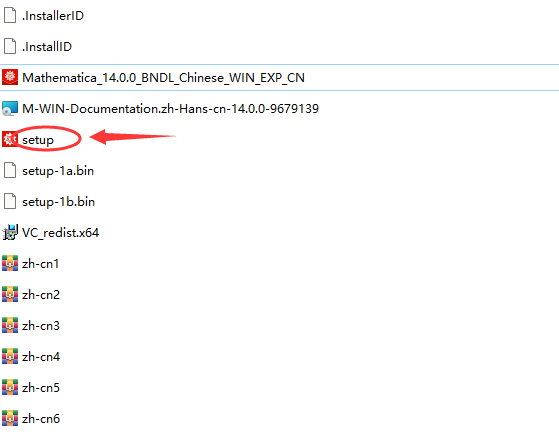 .InstallerID
.InstallID
Mathematica_14.0.0_BNDL_Chinese_WIN_EXP_CN
M-WIN-Documentation.zh-Hans-cn-14.0.0-9679139
setup
setup-1a.bin
setup-1b.bin
VC_redist.x64
zh-cn1
zh-cn2
zh-cn3
zh-cn4
zh-cn5
zh-cn6